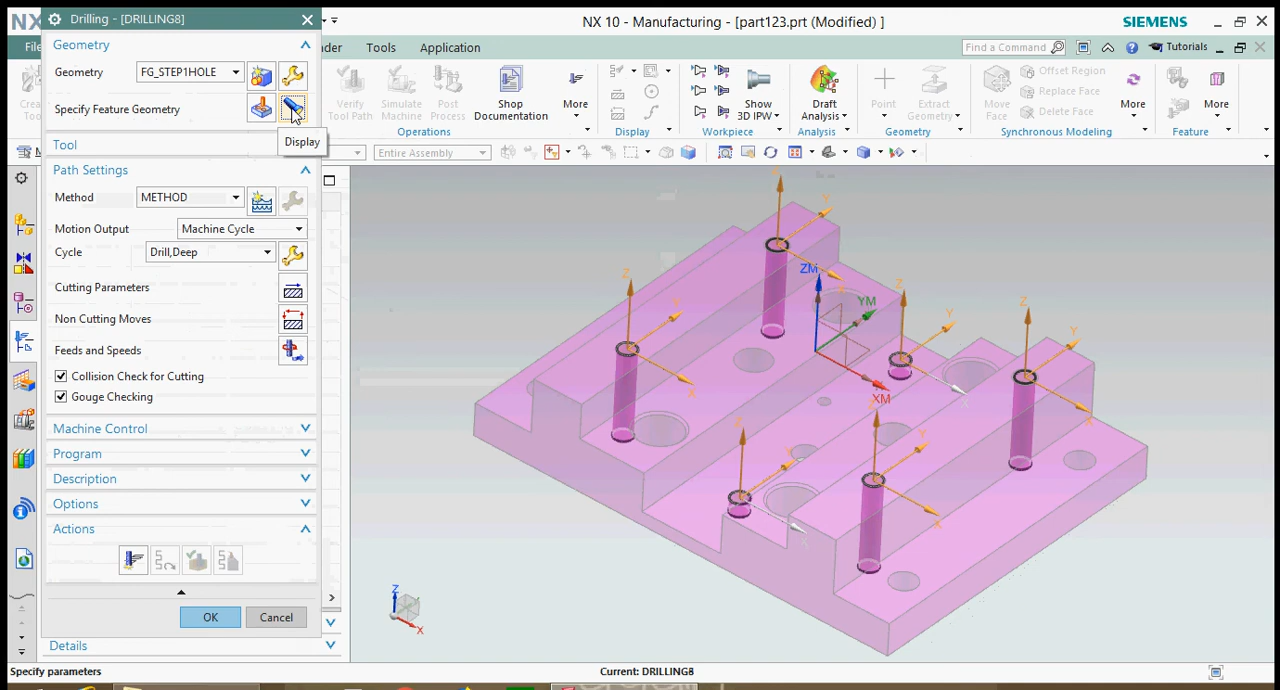 NX
Drilling - [DRILLING8]
NX 10 - Manufacturing - [part123.prt (Modified) ]
SIEMENS
Geometry
Tools
Application
Find a Command
Tutorials
Geometry
FG_STEP1HOLE
Specify Feature Geometry
Verify
Tool Path
Simulate
Machine
Post
Process
Shop
Documentation
More
Show
3D IPW
Draft
Analysis
Point
Extract
Geometry
Move
Face
Offset Region
Replace Face
Delete Face
More
More
Operations
Display
Workpiece
Analysis
Geometry
Synchronous Modeling
Feature
Display
Tool
Entire Assembly
Path Settings
Method
METHOD
Motion Output
Machine Cycle
Cycle
Drill,Deep
Cutting Parameters
Non Cutting Moves
Feeds and Speeds
Collision Check for Cutting
Gouge Checking
Machine Control
Program
Description
Options
Actions
OK
Cancel
Details
ZM
YM
XM
Z
Y
X
Z
Y
Z
Y
Z
Y
X
Z
Y
X
Z
X
Specify parameters
Current: DRILLING8